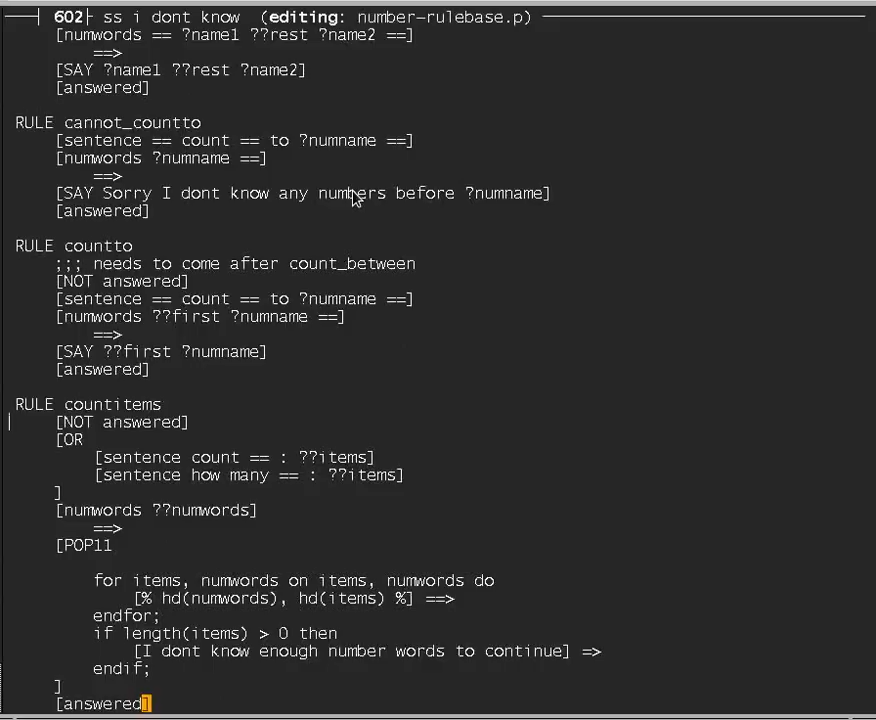 602 ss i dont know (editing: number-rulebase.p)
[numwords == ?name1 ??rest ?name2 ==]
==>
[SAY ?name1 ??rest ?name2]
[answered]
RULE cannot_countto
[sentence == count == to ?numname ==]
[numwords ?numname ==]
==>
[SAY Sorry I dont know any numbers before ?numname]
[answered]
RULE countto
;;; needs to come after count_between
[NOT answered]
[sentence == count == to ?numname ==]
[numwords ??first ?numname ==]
==>
[SAY ??first ?numname]
[answered]
RULE countitems
[NOT answered]
[OR
[sentence count == : ??items]
[sentence how many == : ??items]
]
[numwords ??numwords]
==>
[POP11
for items, numwords on items, numwords do
[% hd(numwords), hd(items) %] ==>
endfor;
if length(items) > 0 then
[I dont know enough number words to continue] =>
endif;
]
[answered]